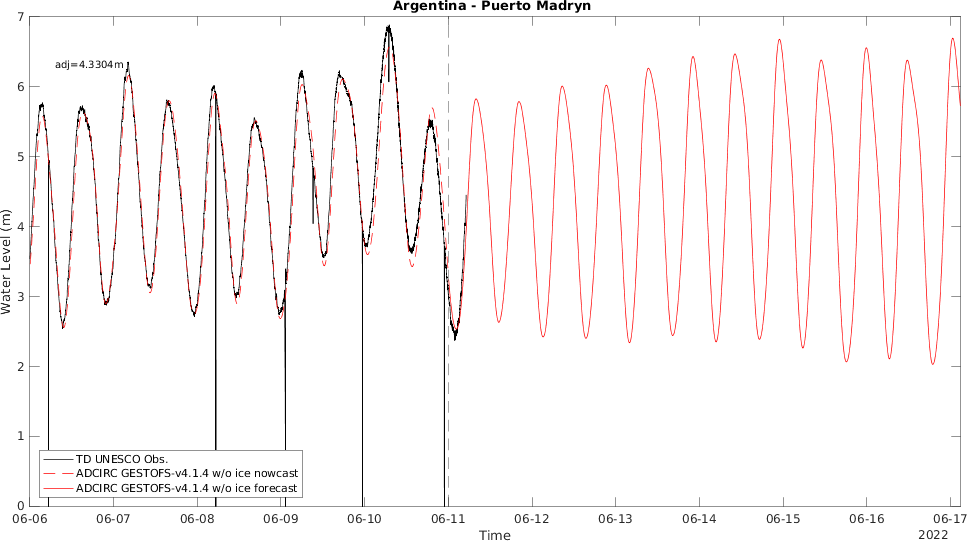 Argentina - Puerto Madryn
7
adj=4.3304m
6
5
4
3
2
1
0
Water Level (m)
TD UNESCO Obs.
ADCIRC GESTOFS-v4.1.4 w/o ice nowcast
ADCIRC GESTOFS-v4.1.4 w/o ice forecast
06-06 06-07 06-08 06-09 06-10 06-11 06-12 06-13 06-14 06-15 06-16 06-17
Time
2022